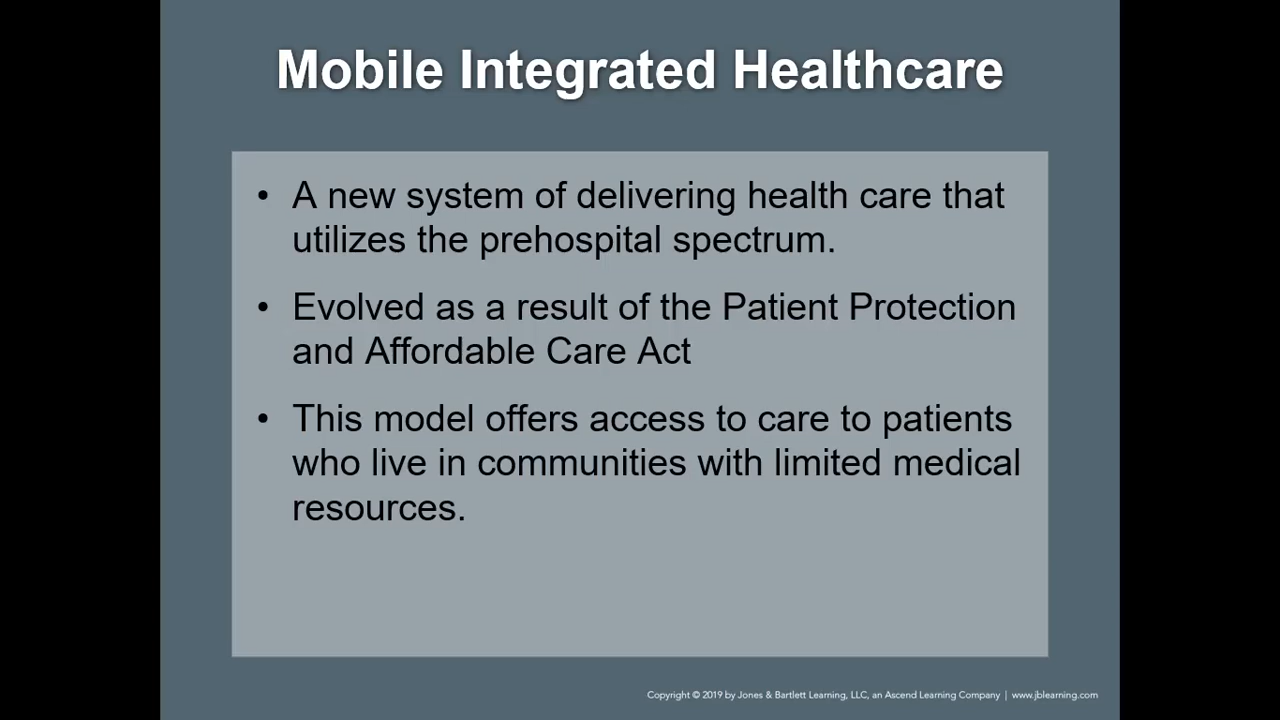 Mobile Integrated Healthcare
• A new system of delivering health care that
utilizes the prehospital spectrum.
• Evolved as a result of the Patient Protection
and Affordable Care Act
• This model offers access to care to patients
who live in communities with limited medical
resources.
Copyright © 2019 by Jones & Bartlett Learning, LLC, an Ascend Learning Company | www.jblearning.com